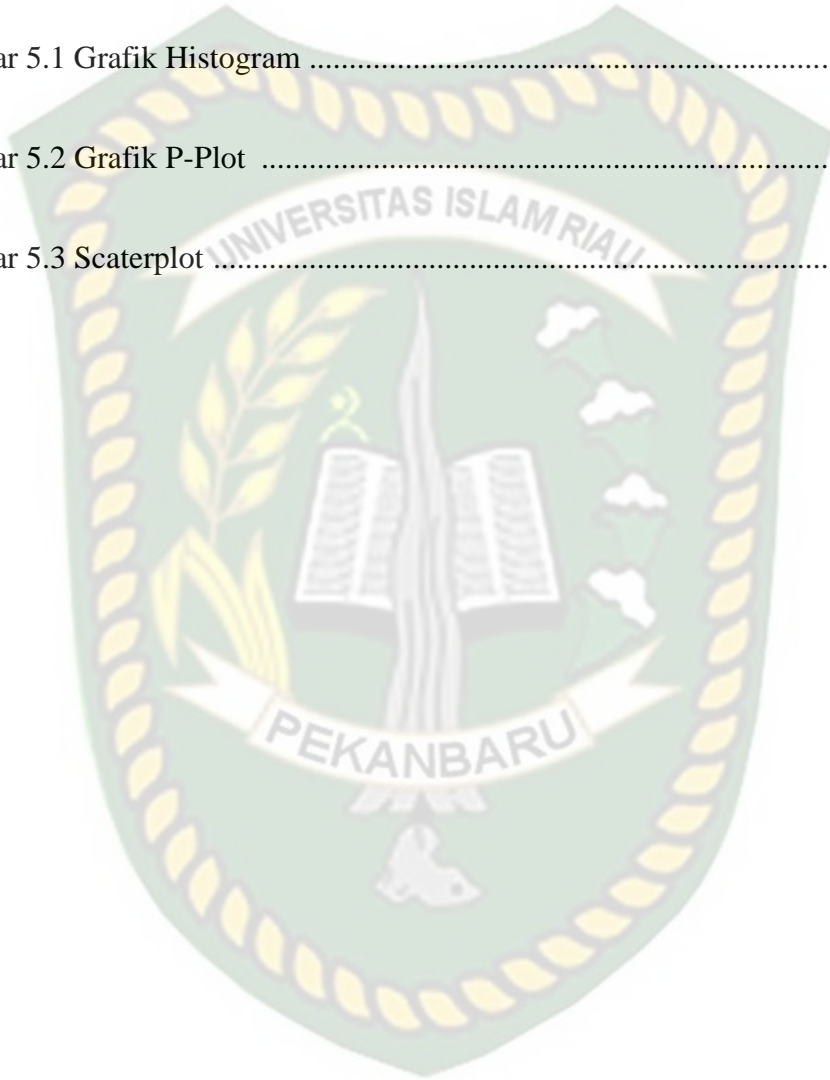 ar 5.1 Grafik Histogram ..................................................................
ar 5.2 Grafik P-Plot ........................................................................
UNIVERSITAS ISLAM RIAU
ar 5.3 Scaterplot ..............................................................................
PEKANBARU